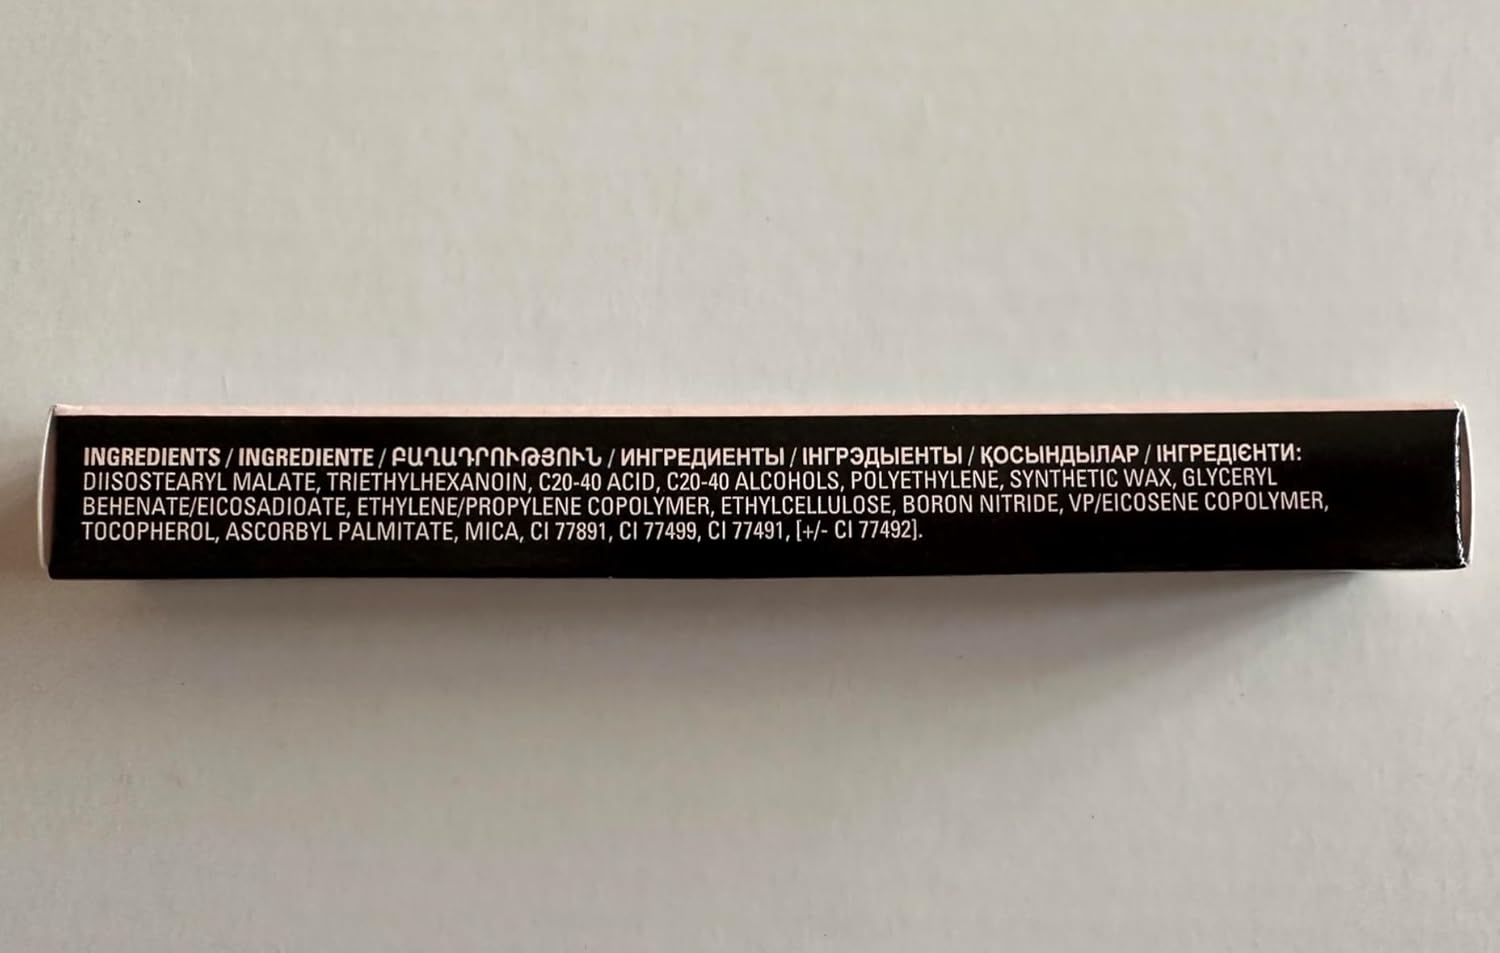 INGREDIENTS / INGREDIENTE / ԲԱՂԱԴՐՈՒԹՅՈՒՆ / ИНГРЕДИЕНТЫ / ІНГРЭДЫЕНТЫ / ҚОСЫНДЫЛАР / ІНГРЕДІЄНТИ:
DIISOSTEARYL MALATE, TRIETHYLHEXANOIN, C20-40 ACID, C20-40 ALCOHOLS, POLYETHYLENE, SYNTHETIC WAX, GLYCERYL
BEHENATE/EICOSADIOATE, ETHYLENE/PROPYLENE COPOLYMER, ETHYLCELLULOSE, BORON NITRIDE, VP/EICOSENE COPOLYMER,
TOCOPHEROL, ASCORBYL PALMITATE, MICA, CI 77891, CI 77499, CI 77491, [+/- CI 77492].